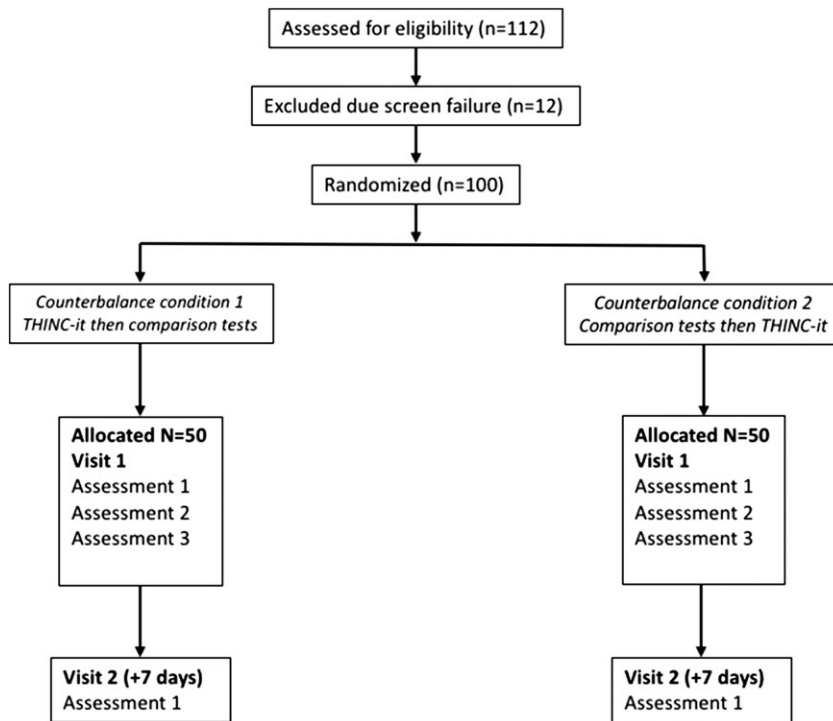 Assessed for eligibility (n=112)
Excluded due screen failure (n=12)
Randomized (n=100)
Counterbalance condition 1
THINC-it then comparison tests
Counterbalance condition 2
Comparison tests then THINC-it
Allocated N=50
Visit 1
Assessment 1
Assessment 2
Assessment 3
Allocated N=50
Visit 1
Assessment 1
Assessment 2
Assessment 3
Visit 2 (+7 days)
Assessment 1
Visit 2 (+7 days)
Assessment 1